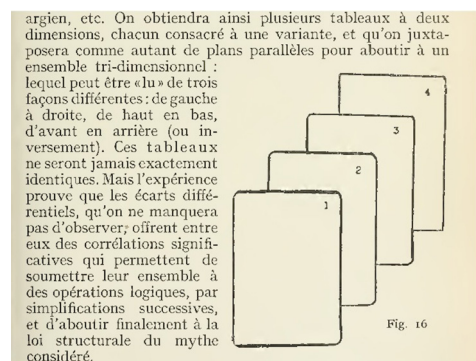 argien, etc. On obtiendra ainsi plusieurs tableaux à deux
dimensions, chacun consacré à une variante, et qu'on juxta-
posera comme autant de plans parallèles pour aboutir à un
ensemble tri-dimensionnel :
lequel peut être «lu» de trois
façons différentes : de gauche
à droite, de haut en bas,
d'avant en arrière (ou in-
versement). Ces tableaux
ne seront jamais exactement
identiques. Mais l'expérience
prouve que les écarts diffé-
rentiels, qu'on ne manquera
pas d'observer, offrent entre
eux des corrélations signifi-
catives qui permettent de
soumettre leur ensemble à
des opérations logiques, par
simplifications successives,
et d'aboutir finalement à la
loi structurale du mythe
considéré.
1
2
3
4
Fig. 16